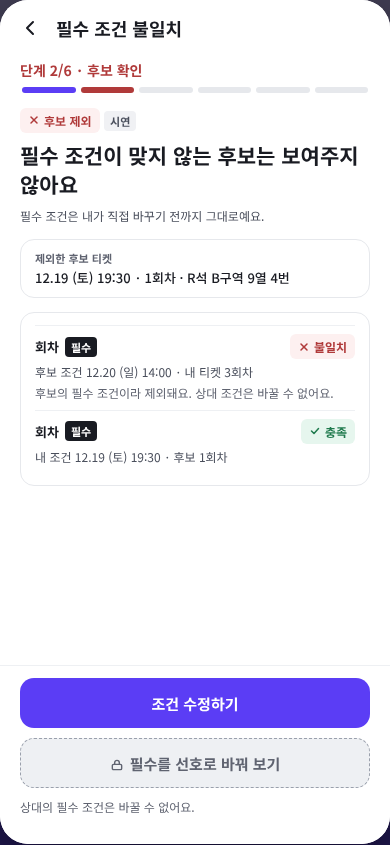 필수 조건 불일치
단계 2/6 · 후보 확인
후보 제외 시연
필수 조건이 맞지 않는 후보는 보여주지
않아요
필수 조건은 내가 직접 바꾸기 전까지 그대로예요.
제외한 후보 티켓
12.19 (토) 19:30 · 1회차 · R석 B구역 9열 4번
회차 필수 불일치
후보 조건 12.20 (일) 14:00 · 내 티켓 3회차
후보의 필수 조건이라 제외돼요. 상대 조건은 바꿀 수 없어요.
회차 필수 충족
내 조건 12.19 (토) 19:30 · 후보 1회차
조건 수정하기
필수를 선호로 바꿔 보기
상대의 필수 조건은 바꿀 수 없어요.